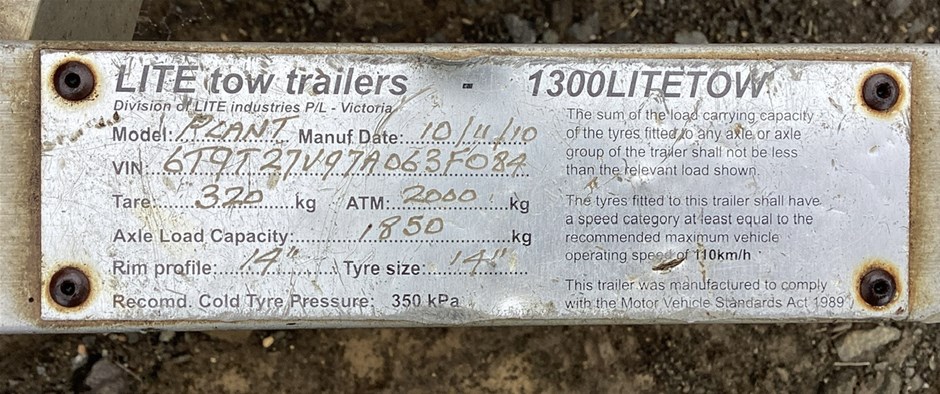 LITE tow trailers - 1300LITETOW
Division of LITE industries P/L - Victoria
Model: PLANT Manuf Date: 10/11/10
VIN: 6T9T27V97A063F084
Tare: 320 kg ATM: 2000 kg
Axle Load Capacity: 1850 kg
Rim profile: 14" Tyre size: 14"
Recomd. Cold Tyre Pressure: 350 kPa
The sum of the load carrying capacity
of the tyres fitted to any axle or axle
group of the trailer shall not be less
than the relevant load shown.
The tyres fitted to this trailer shall have
a speed category at least equal to the
recommended maximum vehicle
operating speed of 110km/h
This trailer was manufactured to comply
with the Motor Vehicle Standards Act 1989